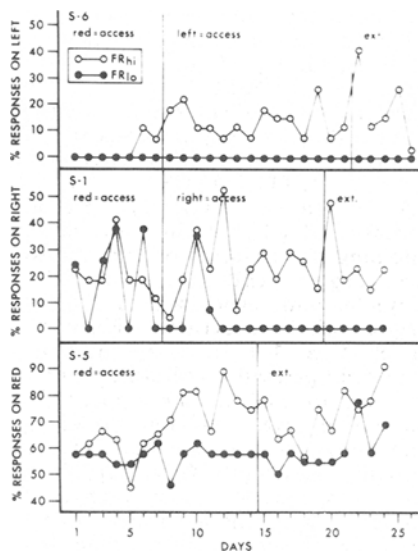 S-6
red=access
left=access
ext.
FRhi
FRlo
% RESPONSES ON LEFT
50
40
30
20
10
0
S-1
red=access
right=access
ext.
% RESPONSES ON RIGHT
50
40
30
20
10
0
S-5
red=access
ext.
% RESPONSES ON RED
90
80
70
60
50
40
1
5
10
15
20
25
DAYS